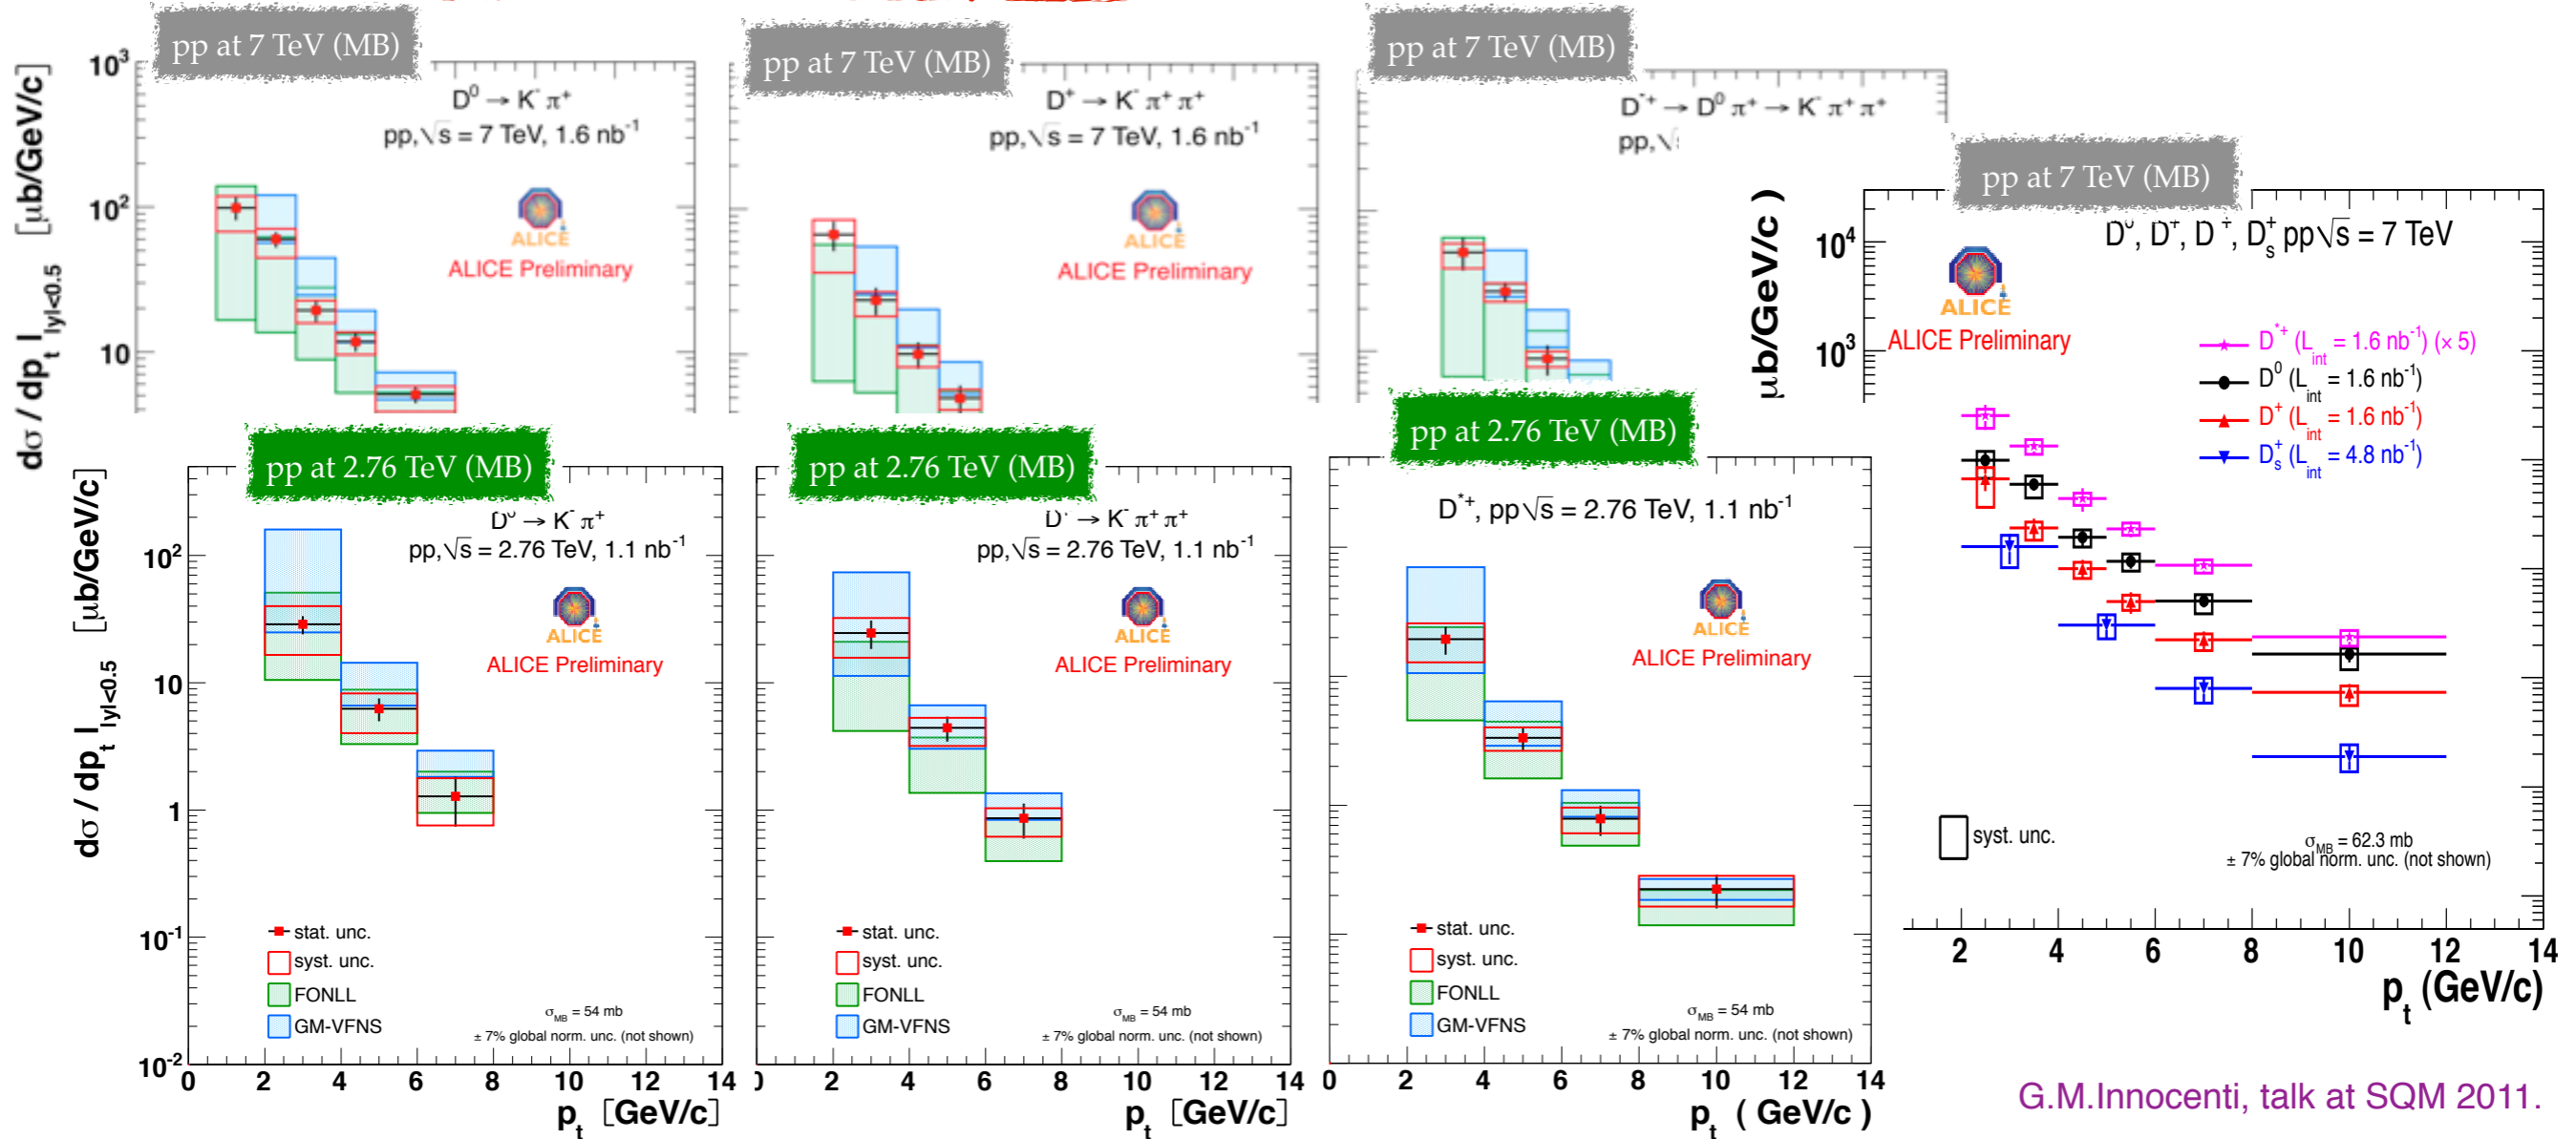 pp at 7 TeV (MB)
10³
10²
10
dσ / dp_t |_|y|<0.5 [μb/GeV/c]
D⁰ → K⁻ π⁺
pp, √s = 7 TeV, 1.6 nb⁻¹
ALICE
ALICE Preliminary
pp at 7 TeV (MB)
D⁺ → K⁻ π⁺ π⁺
pp, √s = 7 TeV, 1.6 nb⁻¹
ALICE
ALICE Preliminary
pp at 7 TeV (MB)
D*⁺ → D⁰ π⁺ → K⁻ π⁺ π⁺
pp, √s
pp at 7 TeV (MB)
μb/GeV/c )
10⁴
10³
D⁰, D⁺, D*⁺, D_s⁺ pp √s = 7 TeV
ALICE
ALICE Preliminary
D*⁺ (L_int = 1.6 nb⁻¹) (× 5)
D⁰ (L_int = 1.6 nb⁻¹)
D⁺ (L_int = 1.6 nb⁻¹)
D_s⁺ (L_int = 4.8 nb⁻¹)
syst. unc.
σ_MB = 62.3 mb
± 7% global norm. unc. (not shown)
2 4 6 8 10 12 14
p_t (GeV/c)
pp at 2.76 TeV (MB)
dσ / dp_t |_|y|<0.5 [μb/GeV/c]
10²
10
1
10⁻¹
10⁻²
D⁰ → K⁻ π⁺
pp, √s = 2.76 TeV, 1.1 nb⁻¹
ALICE
ALICE Preliminary
stat. unc.
syst. unc.
FONLL
GM-VFNS
σ_MB = 54 mb
± 7% global norm. unc. (not shown)
0 2 4 6 8 10 12 14
p_t [GeV/c]
pp at 2.76 TeV (MB)
D⁺ → K⁻ π⁺ π⁺
pp, √s = 2.76 TeV, 1.1 nb⁻¹
ALICE
ALICE Preliminary
stat. unc.
syst. unc.
FONLL
GM-VFNS
σ_MB = 54 mb
± 7% global norm. unc. (not shown)
0 2 4 6 8 10 12 14
p_t [GeV/c]
pp at 2.76 TeV (MB)
D*⁺, pp √s = 2.76 TeV, 1.1 nb⁻¹
ALICE
ALICE Preliminary
stat. unc.
syst. unc.
FONLL
GM-VFNS
σ_MB = 54 mb
± 7% global norm. unc. (not shown)
0 2 4 6 8 10 12 14
p_t ( GeV/c )
G.M.Innocenti, talk at SQM 2011.